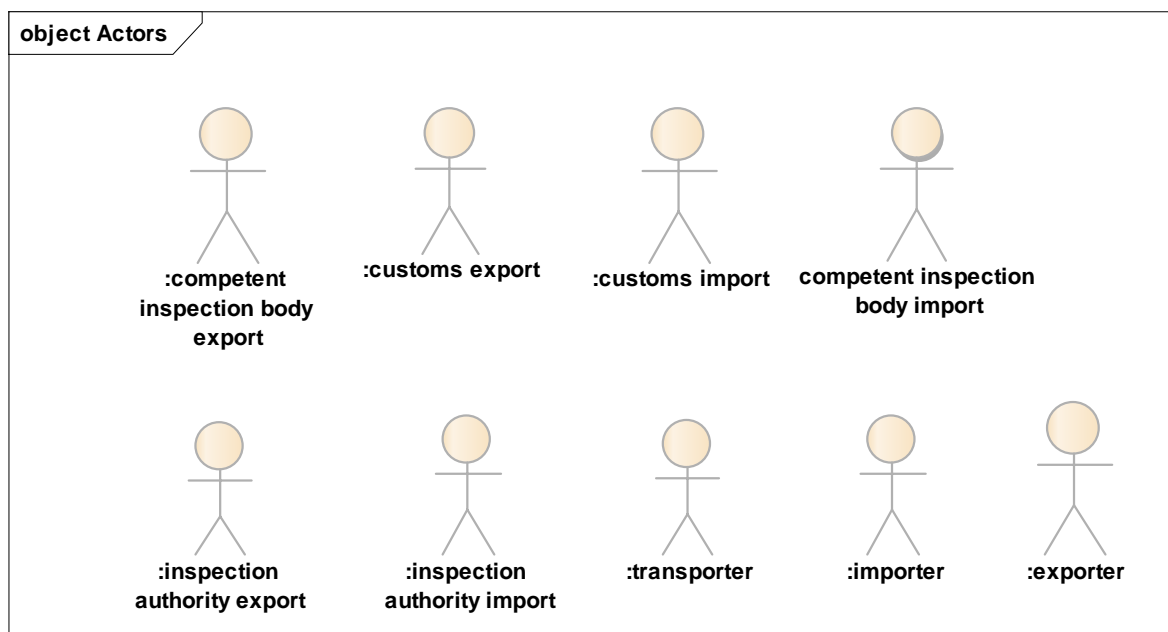 object Actors
:competent
inspection body
export
:customs export
:customs import
competent inspection
body import
:inspection
authority export
:inspection
authority import
:transporter
:importer
:exporter